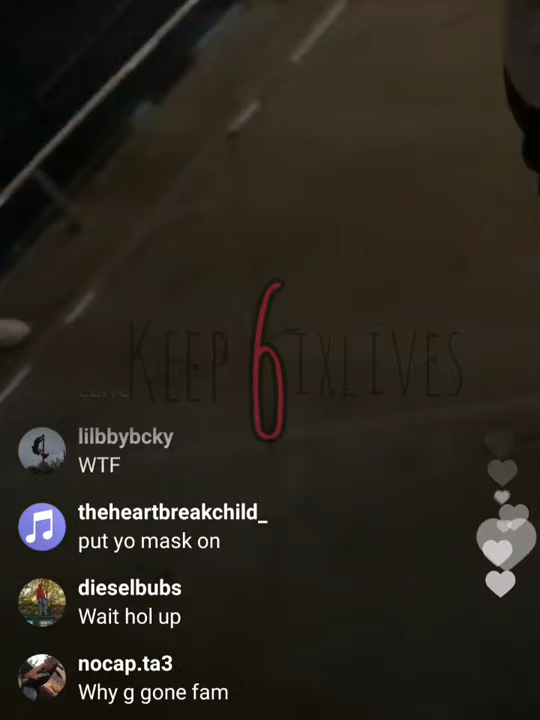 KEEP 6IXLIVES
lilbbybcky
WTF
theheartbreakchild_
put yo mask on
dieselbubs
Wait hol up
nocap.ta3
Why g gone fam